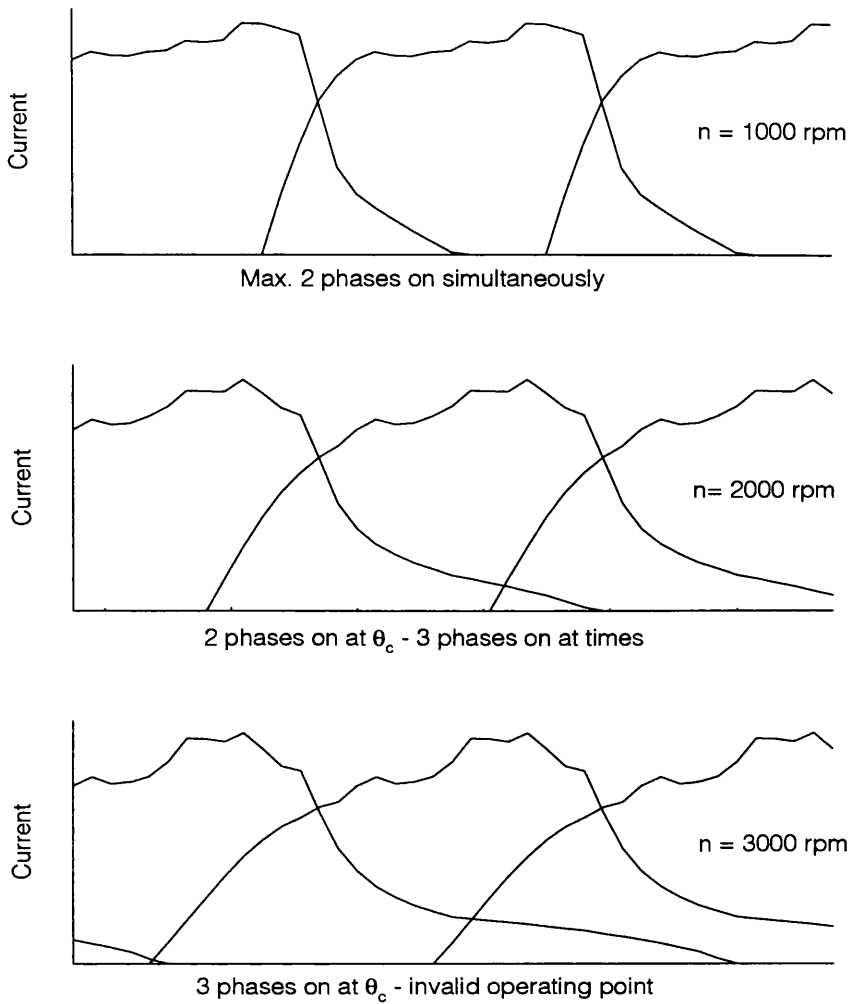 Current
n = 1000 rpm
Max. 2 phases on simultaneously
Current
n= 2000 rpm
2 phases on at θc - 3 phases on at times
Current
n = 3000 rpm
3 phases on at θc - invalid operating point